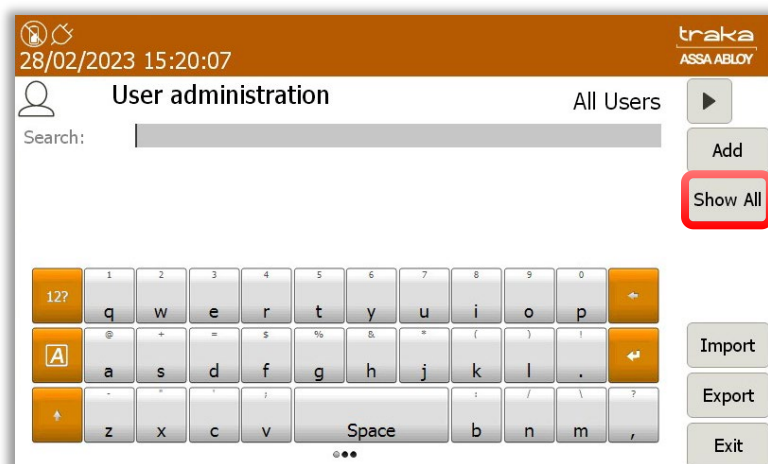 28/02/2023 15:20:07
traka
ASSA ABLOY
User administration
All Users
Search:
Add
Show All
1 2 3 4 5 6 7 8 9 0
12? q w e r t y u i o p
@ + = $ % & * ( ) !
A a s d f g h j k l .
z x c v Space b n m ,
: / \ ?
Import
Export
Exit